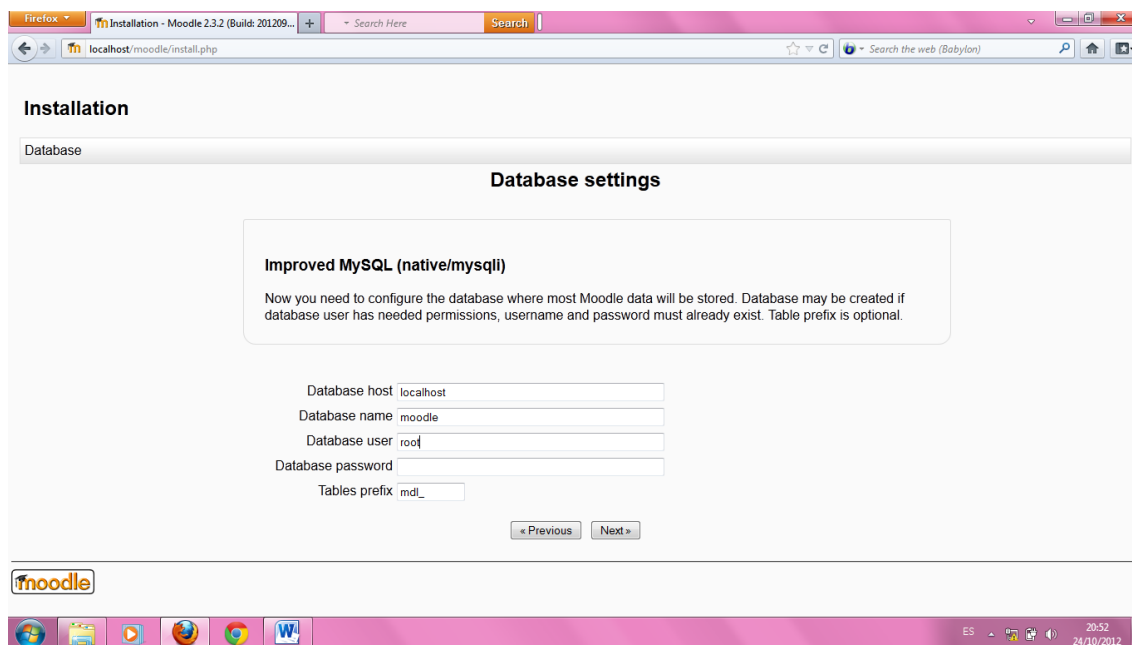 Firefox
Installation - Moodle 2.3.2 (Build: 201209...
+
Search Here
Search
localhost/moodle/install.php
Search the web (Babylon)
Installation
Database
Database settings
Improved MySQL (native/mysqli)
Now you need to configure the database where most Moodle data will be stored. Database may be created if
database user has needed permissions, username and password must already exist. Table prefix is optional.
Database host localhost
Database name moodle
Database user root
Database password
Tables prefix mdl_
« Previous Next »
moodle
ES
20:52
24/10/2012